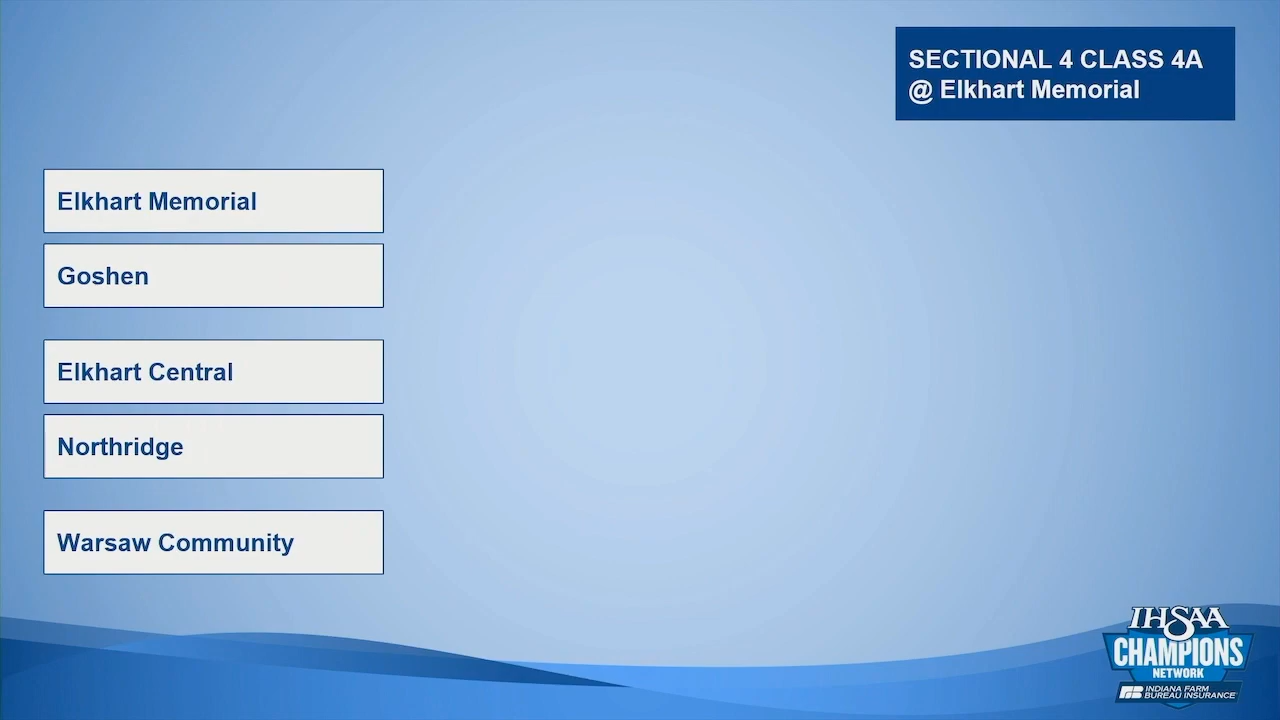 SECTIONAL 4 CLASS 4A
@ Elkhart Memorial
Elkhart Memorial
Goshen
Elkhart Central
Northridge
Warsaw Community
IHSAA
CHAMPIONS
NETWORK
INDIANA FARM
BUREAU INSURANCE